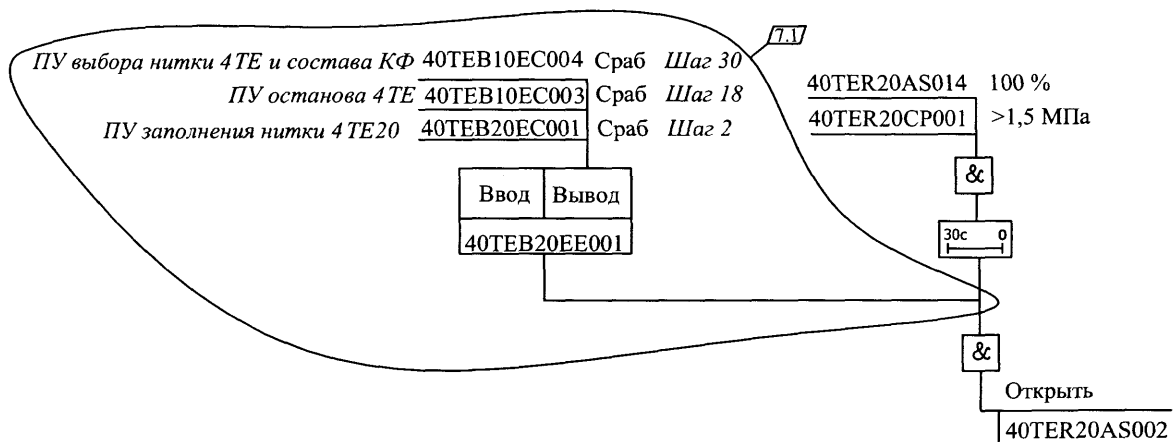 7.1
ПУ выбора нитки 4ТЕ и состава КФ 40TEB10EC004 Сраб Шаг 30
ПУ останова 4ТЕ 40TEB10EC003 Сраб Шаг 18
ПУ заполнения нитки 4ТЕ20 40TEB20EC001 Сраб Шаг 2
40TER20AS014 100 %
40TER20CP001 >1,5 МПа
&
Ввод Вывод
40TEB20EE001
30с 0
&
Открыть
40TER20AS002